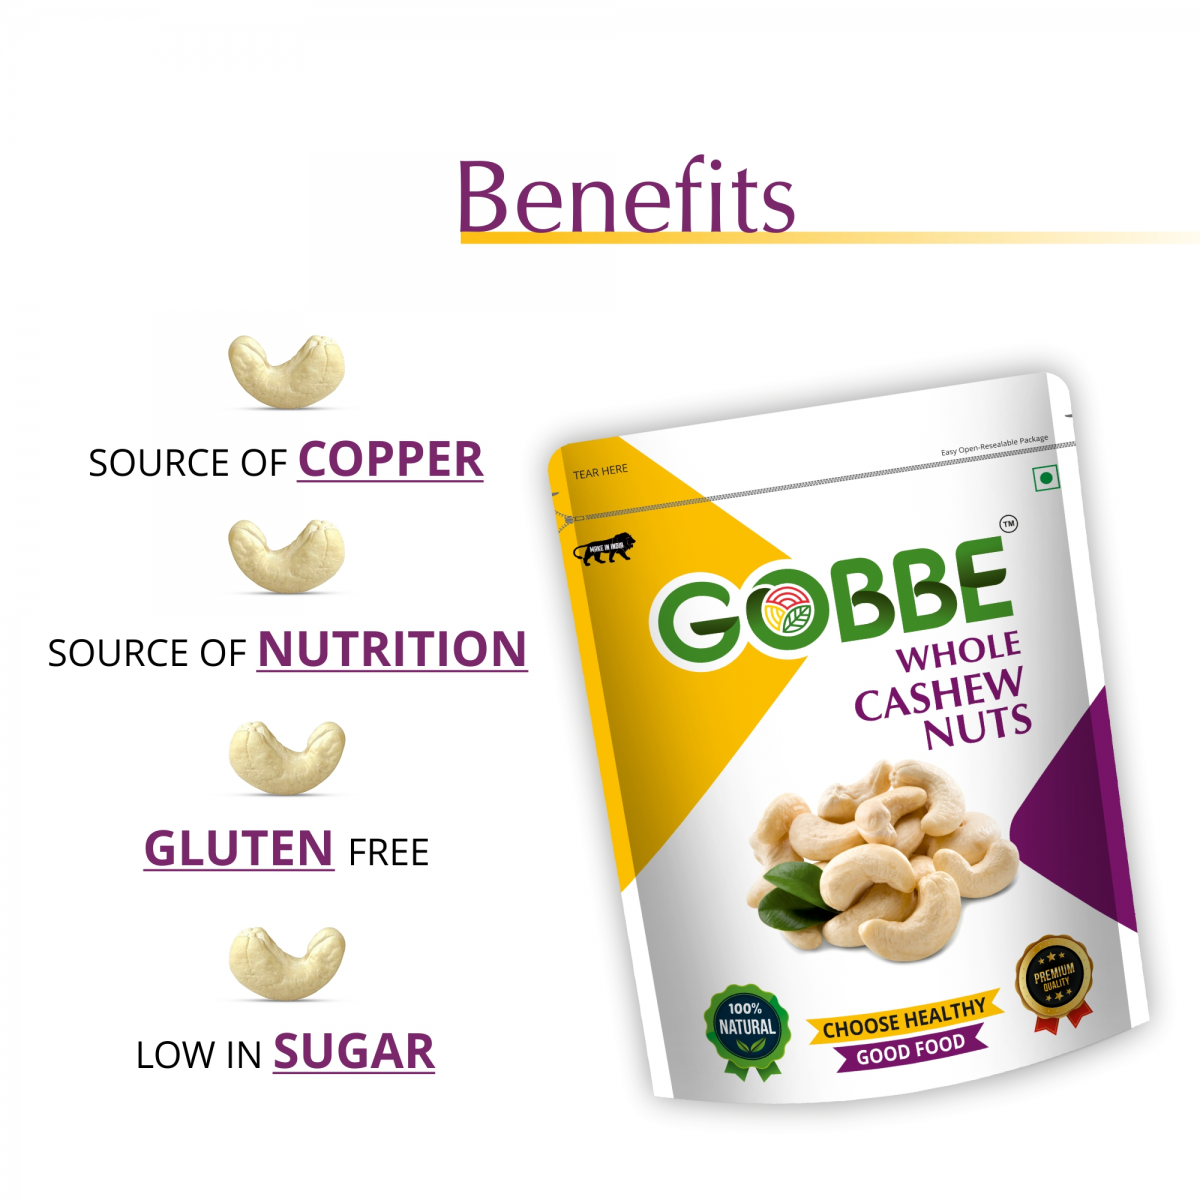 Benefits
SOURCE OF COPPER
SOURCE OF NUTRITION
GLUTEN FREE
LOW IN SUGAR
TEAR HERE
Easy Open-Resealable Package
MAKE IN INDIA
GOBBE
TM
WHOLE
CASHEW
NUTS
100%
NATURAL
CHOOSE HEALTHY
GOOD FOOD
PREMIUM
QUALITY